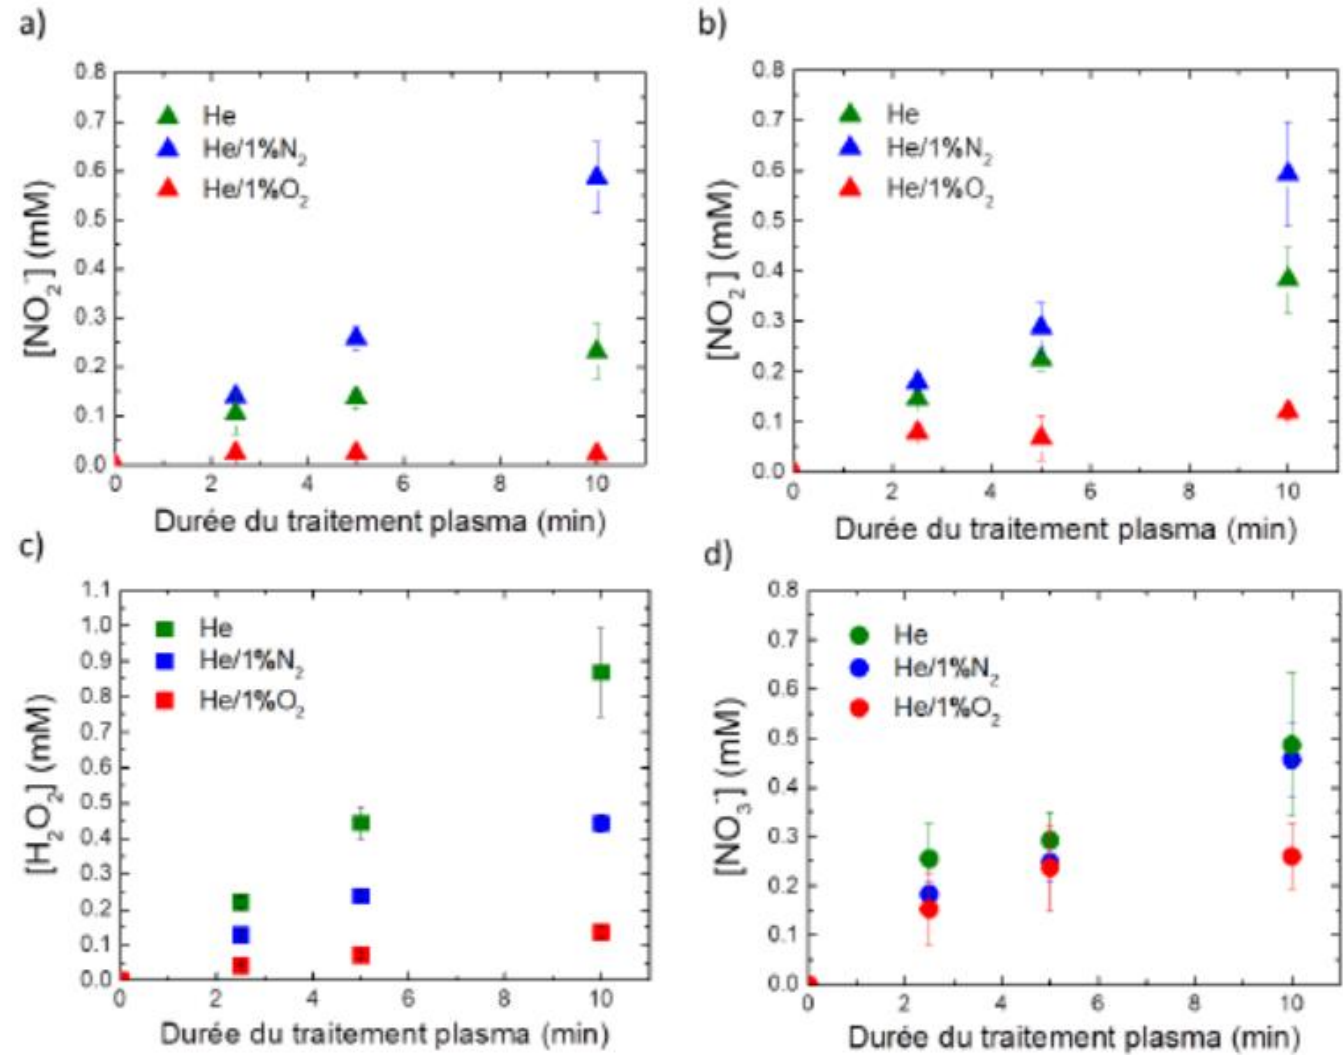 a)
0.8
0.7
0.6
0.5
0.4
0.3
0.2
0.1
0.0
[NO₂⁻] (mM)
He
He/1%N₂
He/1%O₂
0 2 4 6 8 10
Durée du traitement plasma (min)
b)
0.8
0.7
0.6
0.5
0.4
0.3
0.2
0.1
0.0
[NO₂⁻] (mM)
He
He/1%N₂
He/1%O₂
0 2 4 6 8 10
Durée du traitement plasma (min)
c)
1.1
1.0
0.9
0.8
0.7
0.6
0.5
0.4
0.3
0.2
0.1
0.0
[H₂O₂] (mM)
He
He/1%N₂
He/1%O₂
0 2 4 6 8 10
Durée du traitement plasma (min)
d)
0.8
0.7
0.6
0.5
0.4
0.3
0.2
0.1
0.0
[NO₃⁻] (mM)
He
He/1%N₂
He/1%O₂
0 2 4 6 8 10
Durée du traitement plasma (min)